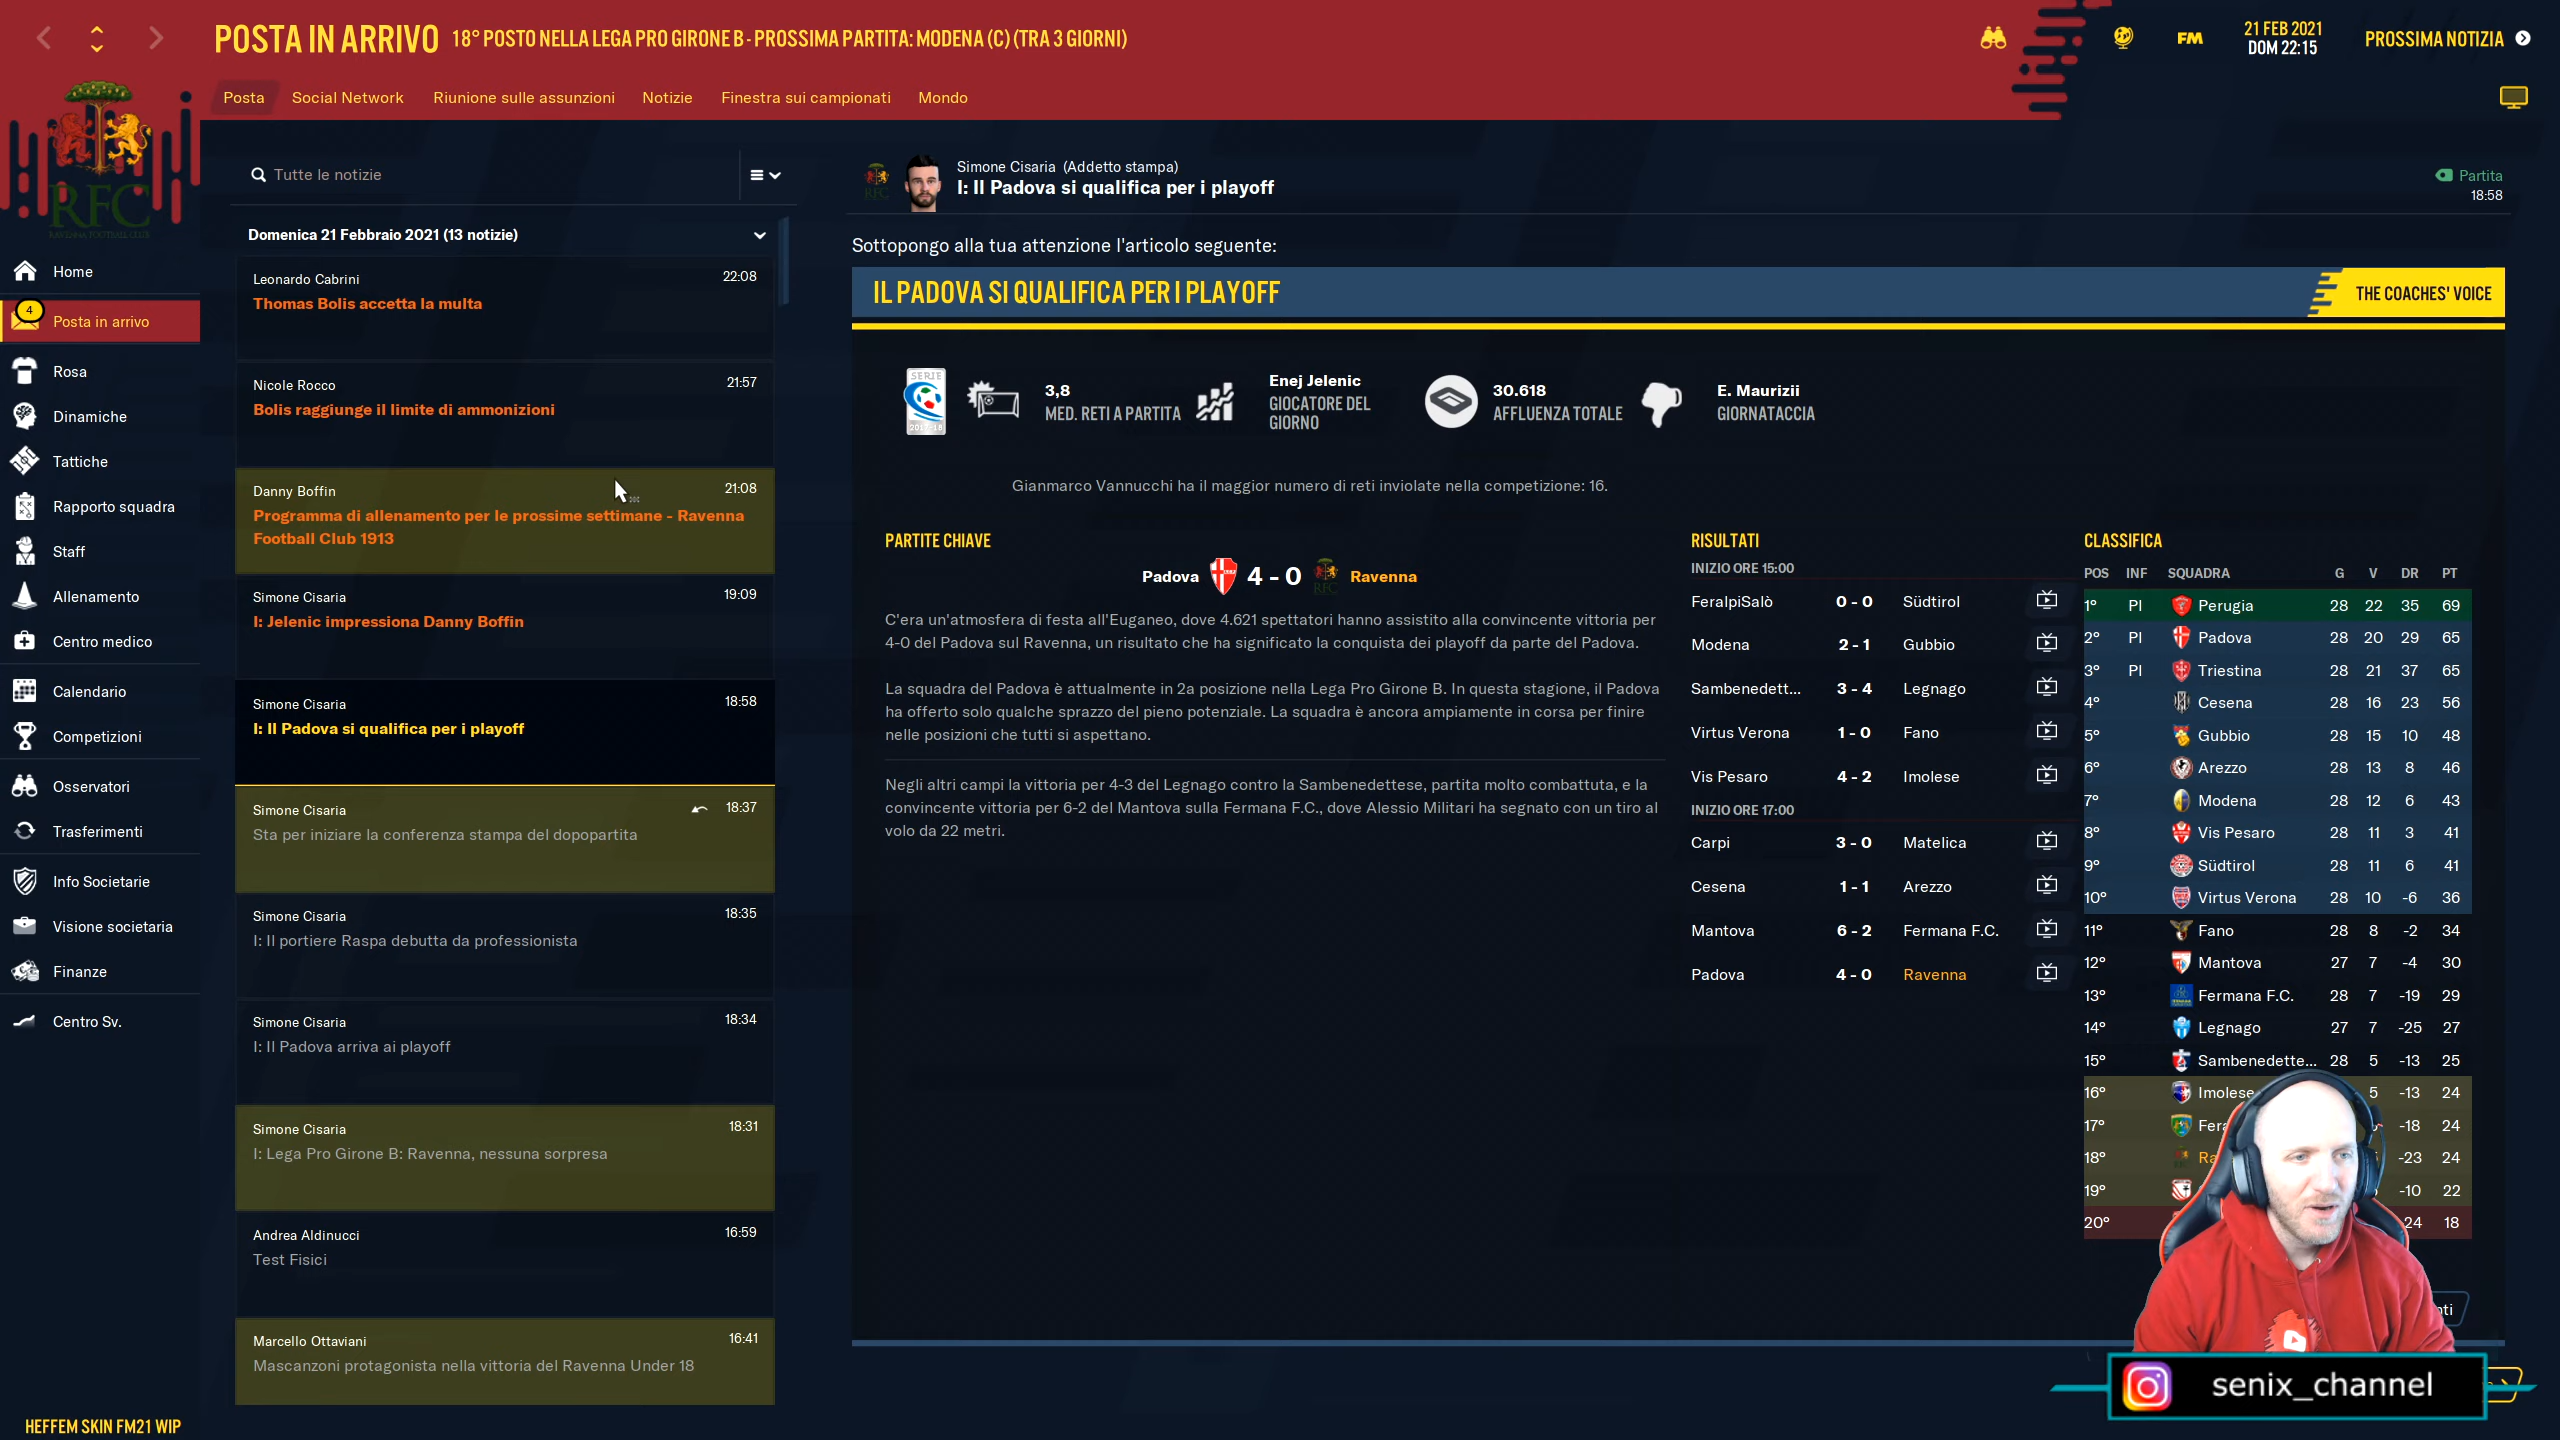 POSTA IN ARRIVO
18° POSTO NELLA LEGA PRO GIRONE B - PROSSIMA PARTITA: MODENA (C) (TRA 3 GIORNI)
FM
21 FEB 2021
DOM 22:15
PROSSIMA NOTIZIA
Posta
Social Network
Riunione sulle assunzioni
Notizie
Finestra sui campionati
Mondo
RFC
RAVENNA FOOTBALL CLUB
Home
4
Posta in arrivo
Rosa
Dinamiche
Tattiche
Rapporto squadra
Staff
Allenamento
Centro medico
Calendario
Competizioni
Osservatori
Trasferimenti
Info Societarie
Visione societaria
Finanze
Centro Sv.
HEFFEM SKIN FM21 WIP
Tutte le notizie
Domenica 21 Febbraio 2021 (13 notizie)
Leonardo Cabrini 22:08
Thomas Bolis accetta la multa
Nicole Rocco 21:57
Bolis raggiunge il limite di ammonizioni
Danny Boffin 21:08
Programma di allenamento per le prossime settimane - Ravenna
Football Club 1913
Simone Cisaria 19:09
I: Jelenic impressiona Danny Boffin
Simone Cisaria 18:58
I: Il Padova si qualifica per i playoff
Simone Cisaria 18:37
Sta per iniziare la conferenza stampa del dopopartita
Simone Cisaria 18:35
I: Il portiere Raspa debutta da professionista
Simone Cisaria 18:34
I: Il Padova arriva ai playoff
Simone Cisaria 18:31
I: Lega Pro Girone B: Ravenna, nessuna sorpresa
Andrea Aldinucci 16:59
Test Fisici
Marcello Ottaviani 16:41
Mascanzoni protagonista nella vittoria del Ravenna Under 18
Simone Cisaria (Addetto stampa)
I: Il Padova si qualifica per i playoff
Partita
18:58
Sottopongo alla tua attenzione l'articolo seguente:
IL PADOVA SI QUALIFICA PER I PLAYOFF
THE COACHES' VOICE
SERIE
2017-18
3,8
MED. RETI A PARTITA
Enej Jelenic
GIOCATORE DEL
GIORNO
30.618
AFFLUENZA TOTALE
E. Maurizii
GIORNATACCIA
Gianmarco Vannucchi ha il maggior numero di reti inviolate nella competizione: 16.
PARTITE CHIAVE
Padova 4 - 0 Ravenna
C'era un'atmosfera di festa all'Euganeo, dove 4.621 spettatori hanno assistito alla convincente vittoria per
4-0 del Padova sul Ravenna, un risultato che ha significato la conquista dei playoff da parte del Padova.
La squadra del Padova è attualmente in 2a posizione nella Lega Pro Girone B. In questa stagione, il Padova
ha offerto solo qualche sprazzo del pieno potenziale. La squadra è ancora ampiamente in corsa per finire
nelle posizioni che tutti si aspettano.
Negli altri campi la vittoria per 4-3 del Legnago contro la Sambenedettese, partita molto combattuta, e la
convincente vittoria per 6-2 del Mantova sulla Fermana F.C., dove Alessio Militari ha segnato con un tiro al
volo da 22 metri.
RISULTATI
INIZIO ORE 15:00
FeralpiSalò 0 - 0 Südtirol
Modena 2 - 1 Gubbio
Sambenedett... 3 - 4 Legnago
Virtus Verona 1 - 0 Fano
Vis Pesaro 4 - 2 Imolese
INIZIO ORE 17:00
Carpi 3 - 0 Matelica
Cesena 1 - 1 Arezzo
Mantova 6 - 2 Fermana F.C.
Padova 4 - 0 Ravenna
CLASSIFICA
POS INF SQUADRA G V DR PT
1° Pl Perugia 28 22 35 69
2° Pl Padova 28 20 29 65
3° Pl Triestina 28 21 37 65
4° Cesena 28 16 23 56
5° Gubbio 28 15 10 48
6° Arezzo 28 13 8 46
7° Modena 28 12 6 43
8° Vis Pesaro 28 11 3 41
9° Südtirol 28 11 6 41
10° Virtus Verona 28 10 -6 36
11° Fano 28 8 -2 34
12° Mantova 27 7 -4 30
13° Fermana F.C. 28 7 -19 29
14° Legnago 27 7 -25 27
15° Sambenedette... 28 5 -13 25
16° Imolese 5 -13 24
17° Fera -18 24
18° Ra -23 24
19° -10 22
20° 24 18
senix_channel